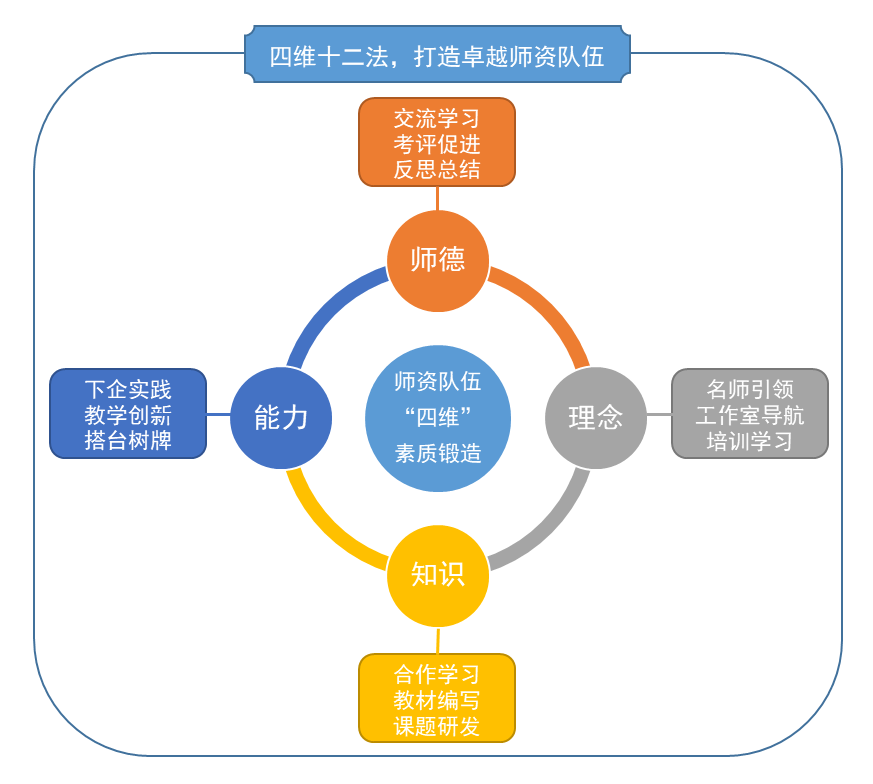 四维十二法，打造卓越师资队伍
交流学习
考评促进
反思总结
师德
下企实践
教学创新
搭台树牌
能力
师资队伍
“四维”
素质锻造
理念
名师引领
工作室导航
培训学习
知识
合作学习
教材编写
课题研发